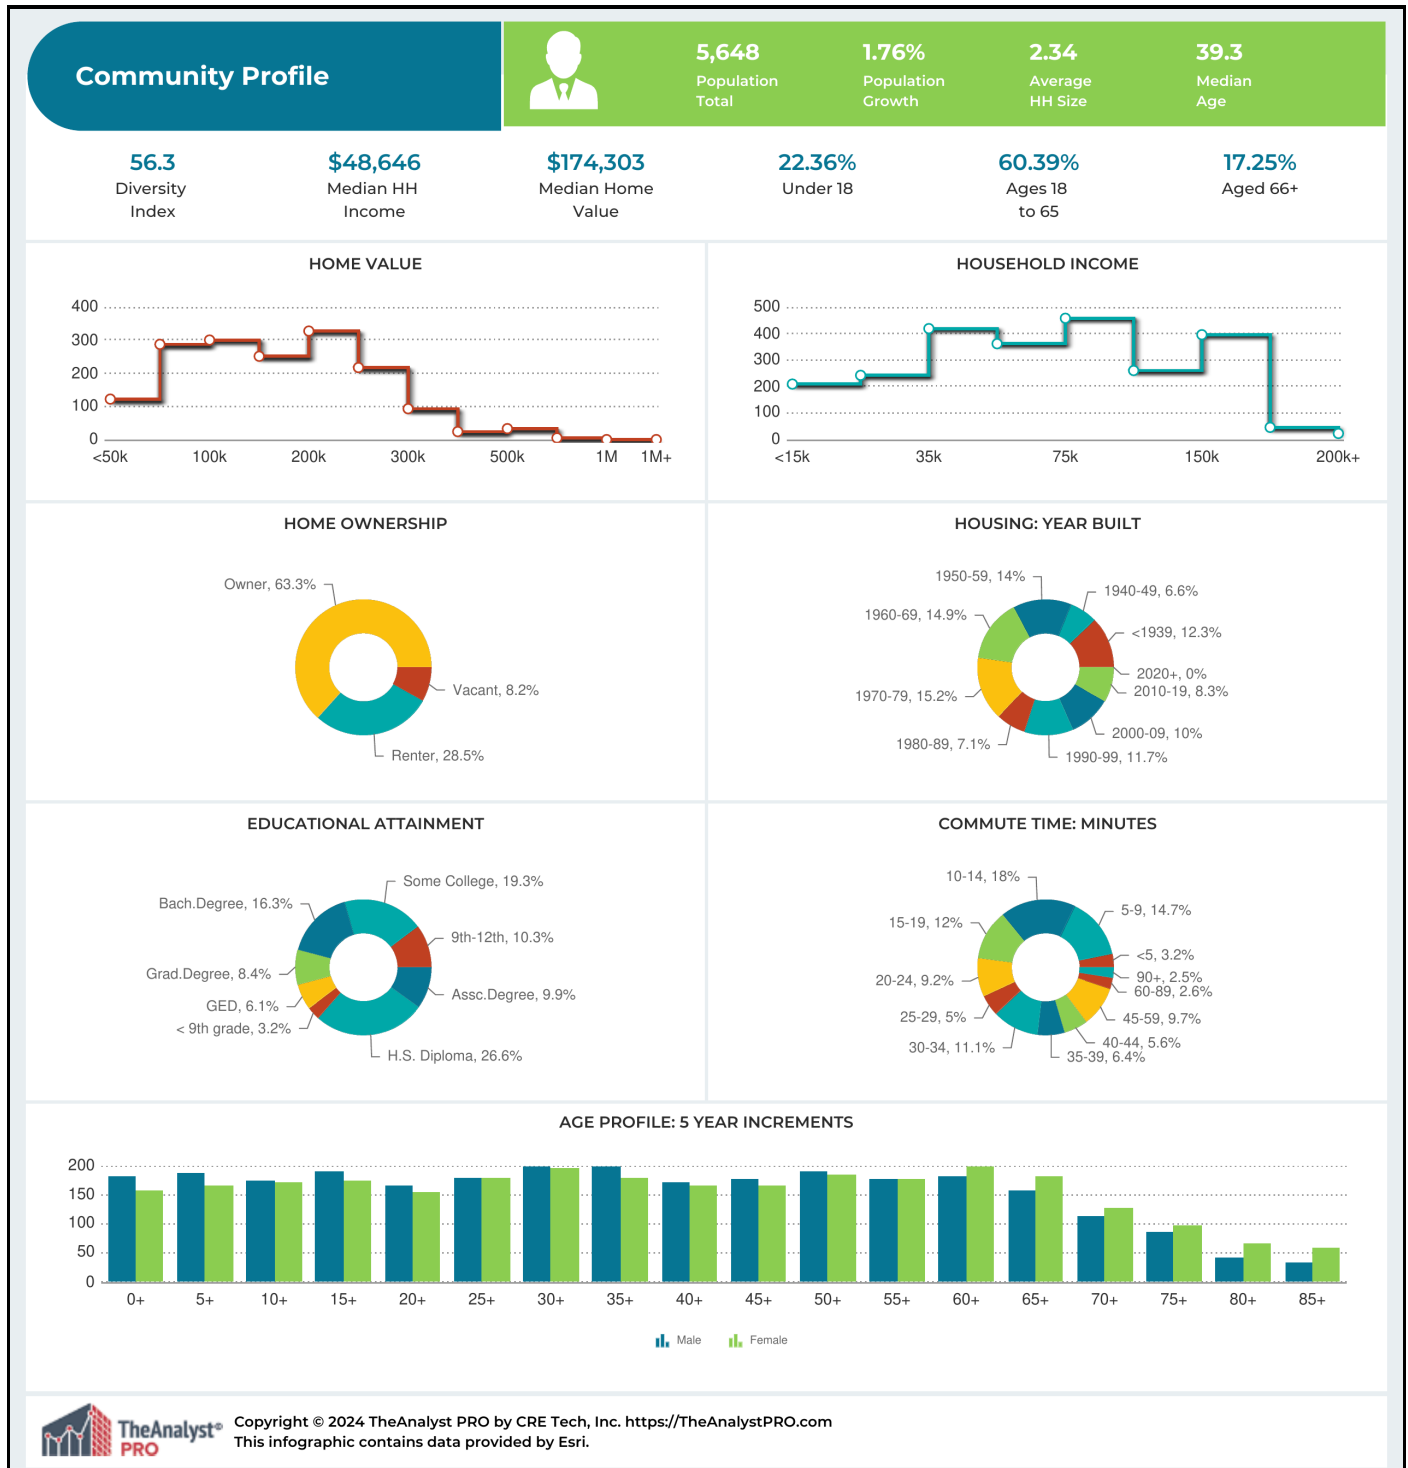 Community Profile
5,648
Population
Total
1.76%
Population
Growth
2.34
Average
HH Size
39.3
Median
Age
56.3
Diversity
Index
$48,646
Median HH
Income
$174,303
Median Home
Value
22.36%
Under 18
60.39%
Ages 18
to 65
17.25%
Aged 66+
HOME VALUE
400
300
200
100
0
<50k 100k 200k 300k 500k 1M 1M+
HOUSEHOLD INCOME
500
400
300
200
100
0
<15k 35k 75k 150k 200k+
HOME OWNERSHIP
Owner, 63.3%
Vacant, 8.2%
Renter, 28.5%
HOUSING: YEAR BUILT
1950-59, 14%
1940-49, 6.6%
1960-69, 14.9%
<1939, 12.3%
2020+, 0%
2010-19, 8.3%
1970-79, 15.2%
2000-09, 10%
1980-89, 7.1%
1990-99, 11.7%
EDUCATIONAL ATTAINMENT
Some College, 19.3%
Bach.Degree, 16.3%
9th-12th, 10.3%
Grad.Degree, 8.4%
Assc.Degree, 9.9%
GED, 6.1%
< 9th grade, 3.2%
H.S. Diploma, 26.6%
COMMUTE TIME: MINUTES
10-14, 18%
5-9, 14.7%
15-19, 12%
<5, 3.2%
90+, 2.5%
20-24, 9.2%
60-89, 2.6%
25-29, 5%
45-59, 9.7%
40-44, 5.6%
30-34, 11.1%
35-39, 6.4%
AGE PROFILE: 5 YEAR INCREMENTS
200
150
100
50
0
0+ 5+ 10+ 15+ 20+ 25+ 30+ 35+ 40+ 45+ 50+ 55+ 60+ 65+ 70+ 75+ 80+ 85+
Male Female
TheAnalyst©
PRO
Copyright © 2024 TheAnalyst PRO by CRE Tech, Inc. https://TheAnalystPRO.com
This infographic contains data provided by Esri.